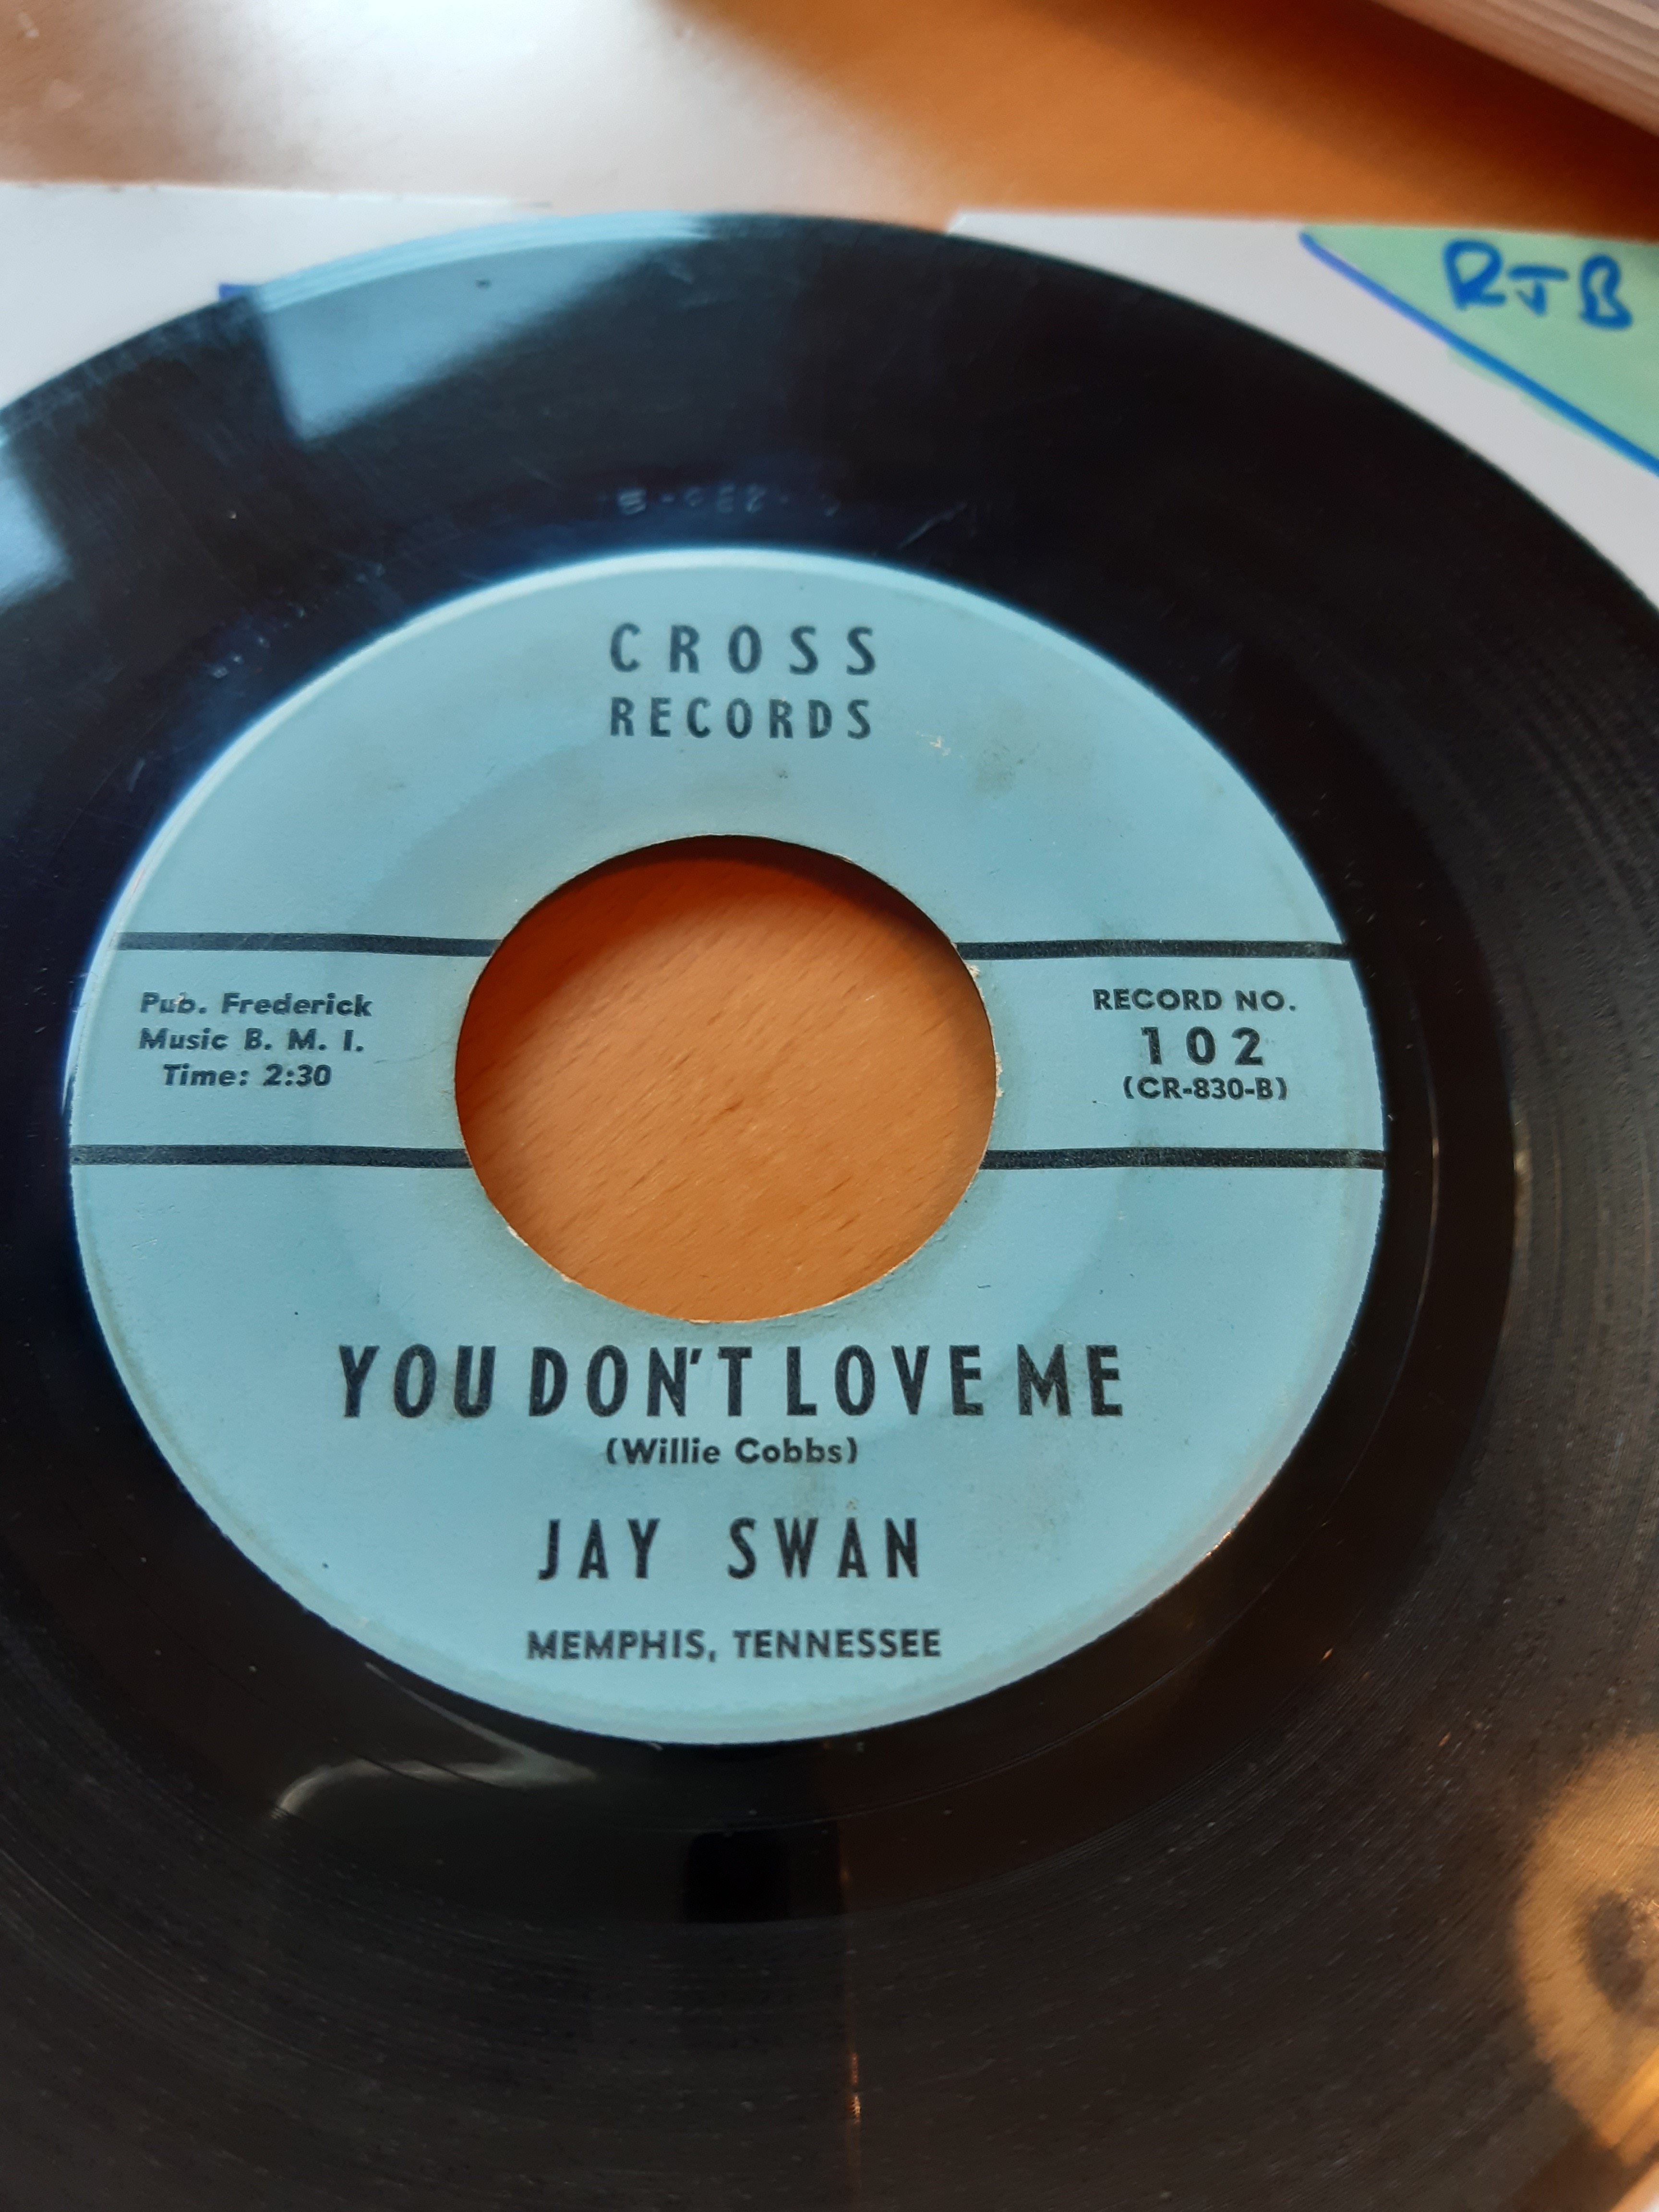 RJB
CROSS
RECORDS
Pub. Frederick
Music B. M. I.
Time: 2:30
RECORD NO.
102
(CR-830-B)
YOU DON'T LOVE ME
(Willie Cobbs)
JAY SWAN
MEMPHIS, TENNESSEE